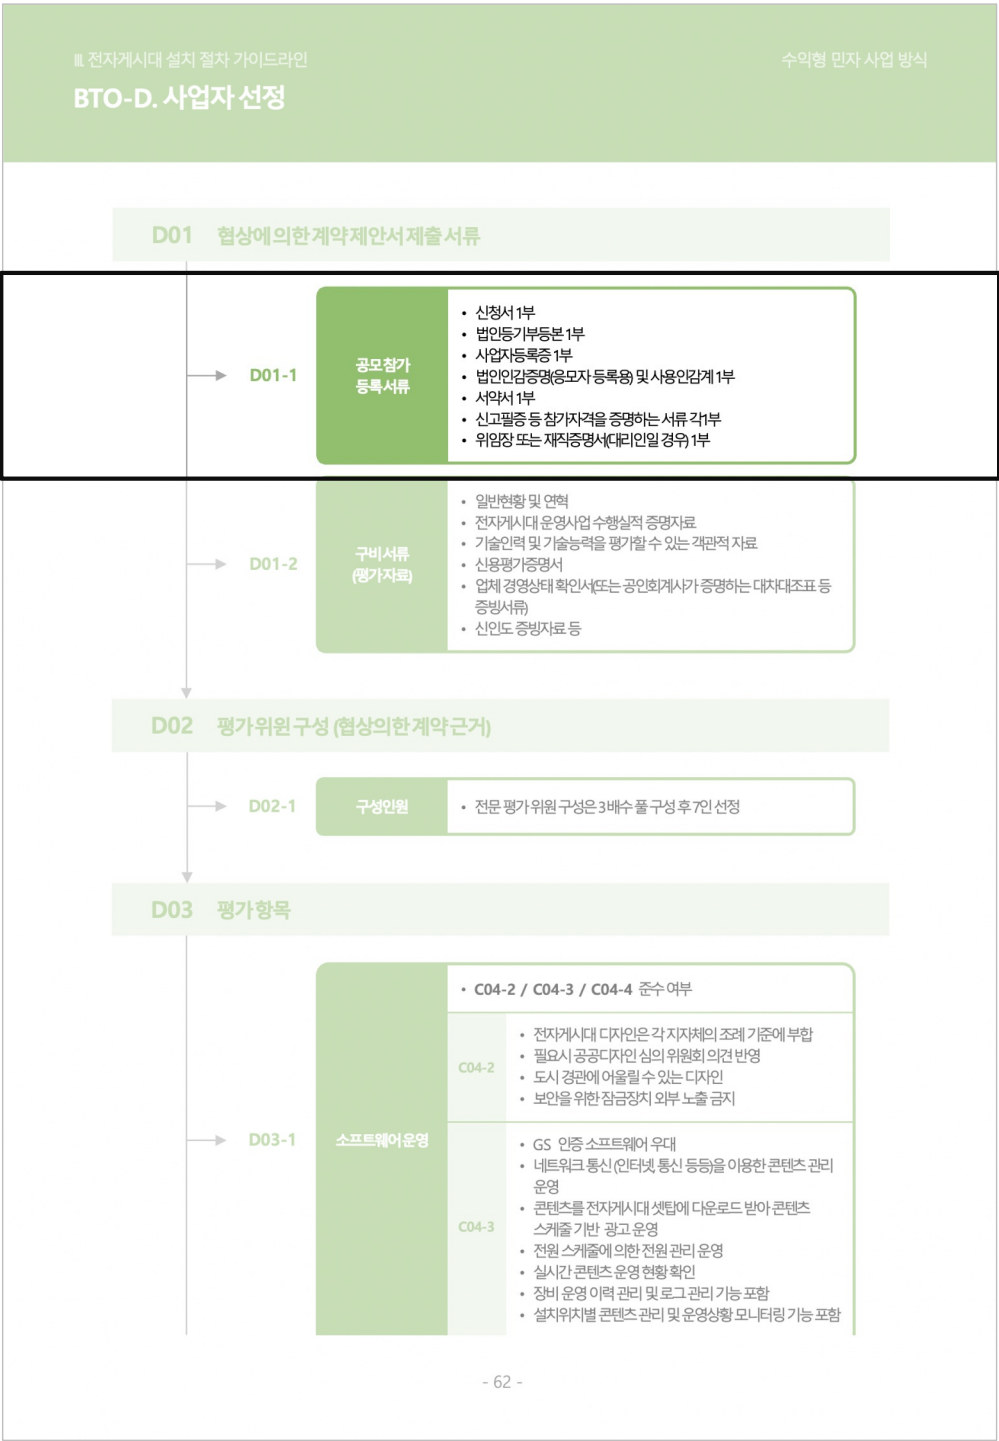 III. 전자게시대 설치 절차 가이드라인
수익형 민자 사업 방식
BTO-D. 사업자 선정
D01 협상에 의한 계약 제안서 제출 서류
D01-1
공모 참가
등록 서류
• 신청서 1부
• 법인등기부등본 1부
• 사업자등록증 1부
• 법인인감증명(응모자 등록용) 및 사용인감계 1부
• 서약서 1부
• 신고필증 등 참가자격을 증명하는 서류 각1부
• 위임장 또는 재직증명서(대리인일 경우) 1부
D01-2
구비 서류
(평가 자료)
• 일반현황 및 연혁
• 전자게시대 운영사업 수행실적 증명자료
• 기술인력 및 기술능력을 평가할 수 있는 객관적 자료
• 신용평가증명서
• 업체 경영상태 확인서(또는 공인회계사가 증명하는 대차대조표 등
증빙서류)
• 신인도 증빙자료 등
D02 평가 위원 구성 (협상의한 계약 근거)
D02-1
구성인원
• 전문 평가 위원 구성은 3배수 풀 구성 후 7인 선정
D03 평가 항목
D03-1
소프트웨어 운영
• C04-2 / C04-3 / C04-4 준수 여부
C04-2
• 전자게시대 디자인은 각 지자체의 조례 기준에 부합
• 필요시 공공디자인 심의 위원회 의견 반영
• 도시 경관에 어울릴 수 있는 디자인
• 보안을 위한 잠금장치 외부 노출 금지
C04-3
• GS 인증 소프트웨어 우대
• 네트워크 통신 (인터넷 통신 등등)을 이용한 콘텐츠 관리
운영
• 콘텐츠를 전자게시대 셋탑에 다운로드 받아 콘텐츠
스케줄 기반 광고 운영
• 전원 스케줄에 의한 전원 관리 운영
• 실시간 콘텐츠 운영 현황 확인
• 장비 운영 이력 관리 및 로그 관리 기능 포함
• 설치위치별 콘텐츠 관리 및 운영상황 모니터링 기능 포함
- 62 -